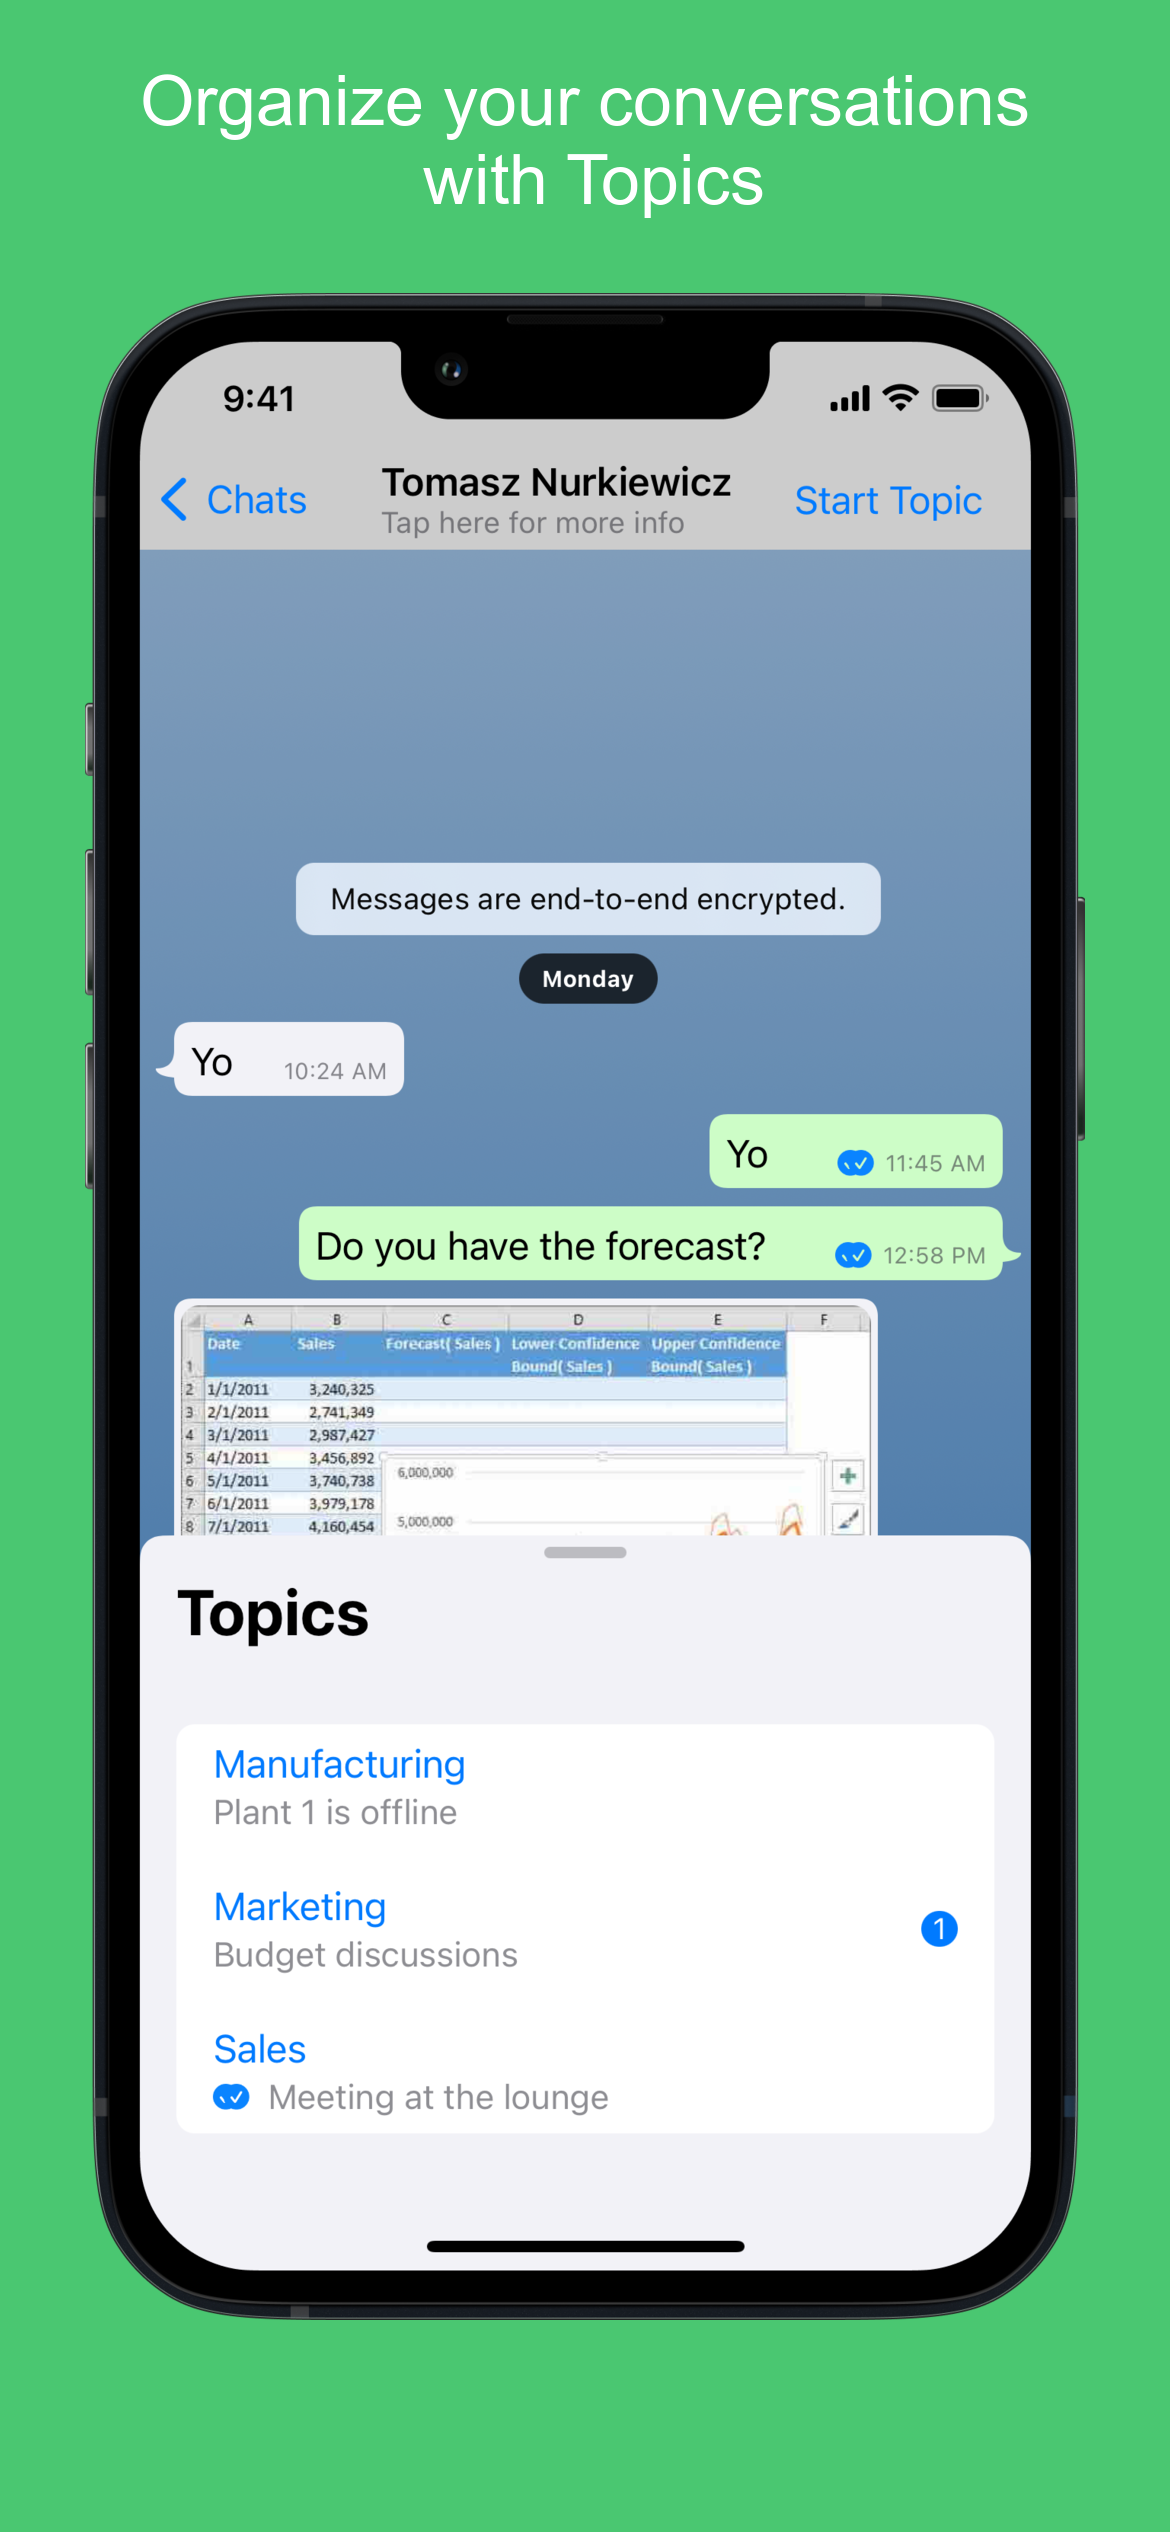 Organize your conversations
with Topics
9:41
Chats
Tomasz Nurkiewicz
Tap here for more info
Start Topic
Messages are end-to-end encrypted.
Monday
Yo 10:24 AM
Yo 11:45 AM
Do you have the forecast? 12:58 PM
A B C D E F
Date Sales Forecast( Sales ) Lower Confidence Upper Confidence
1 Bound( Sales ) Bound( Sales )
2 1/1/2011 3,240,325
3 2/1/2011 2,741,349
4 3/1/2011 2,987,427
5 4/1/2011 3,456,892
6 5/1/2011 3,740,738 6,000,000
7 6/1/2011 3,979,178
8 7/1/2011 4,160,454 5,000,000
Topics
Manufacturing
Plant 1 is offline
Marketing
Budget discussions
1
Sales
Meeting at the lounge